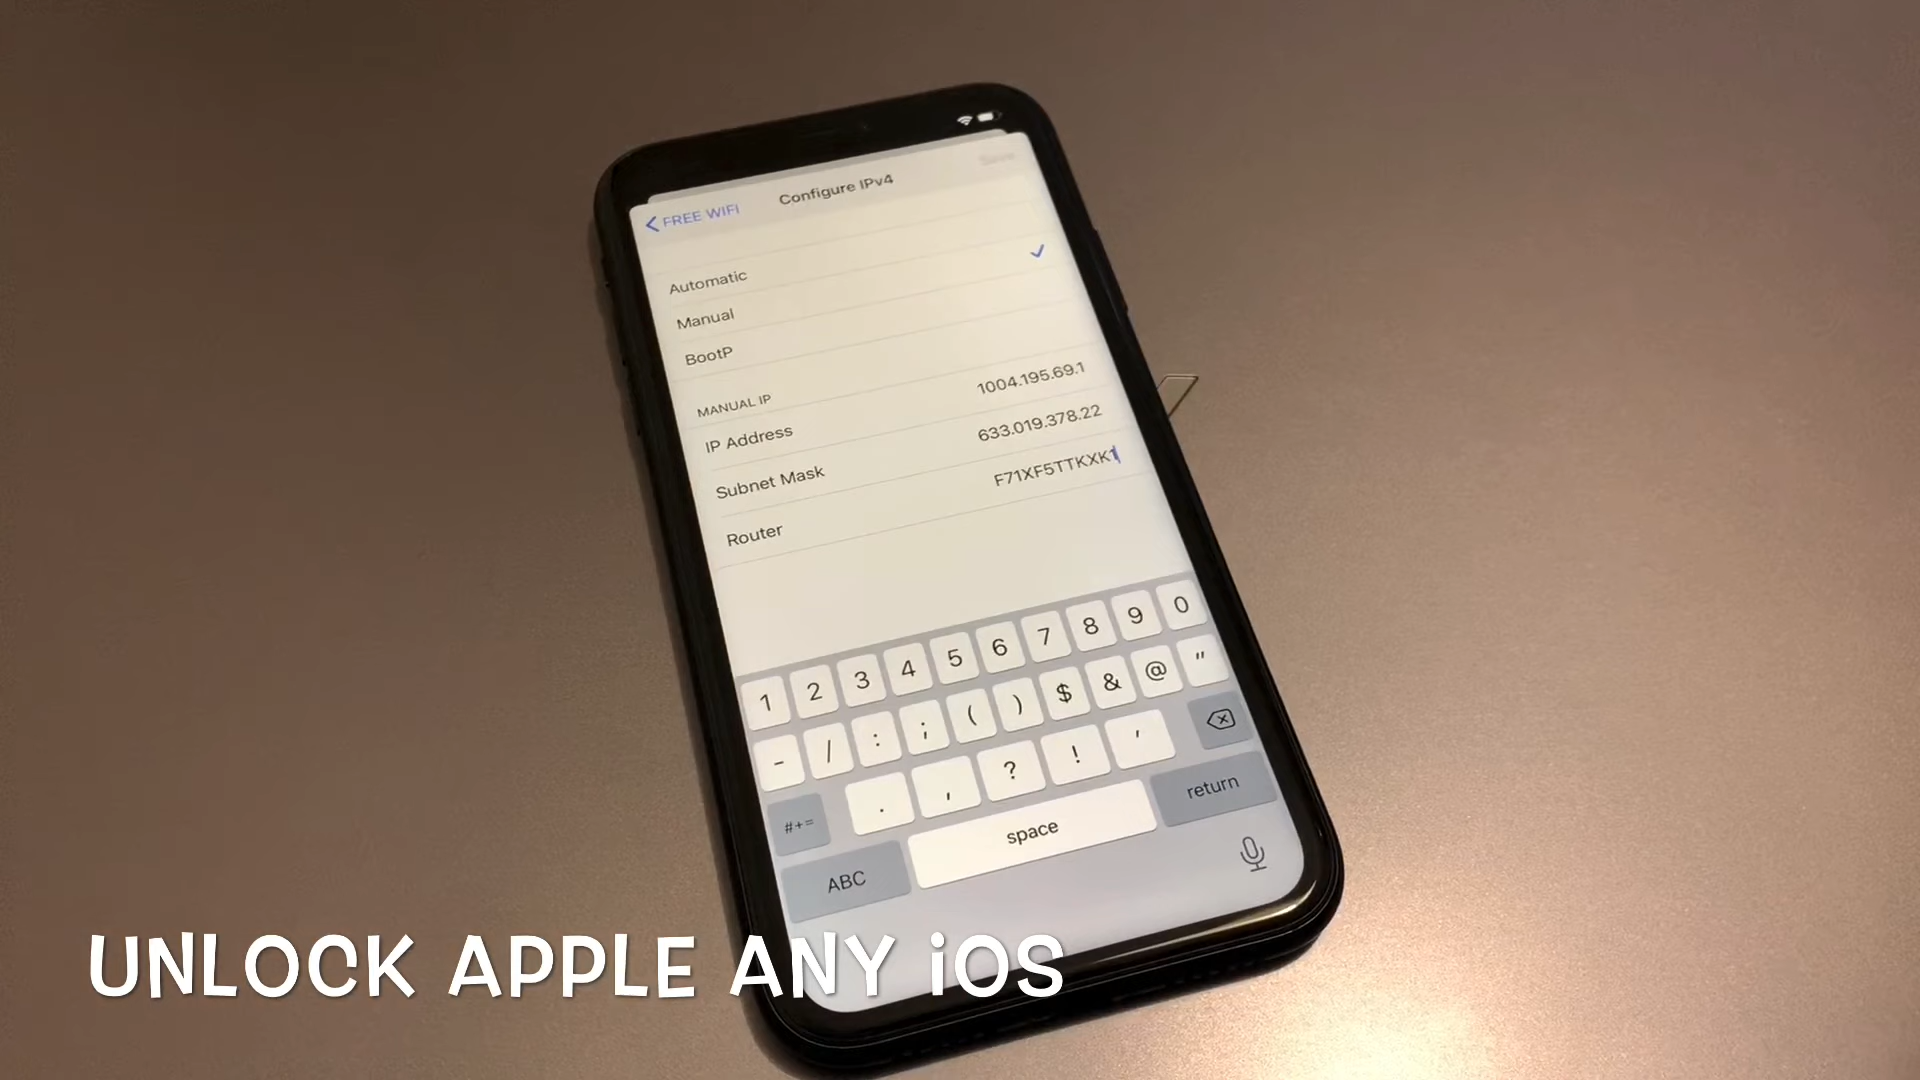 Save
FREE WIFI
Configure IPv4
Automatic
Manual
BootP
MANUAL IP
IP Address 1004.195.69.1
Subnet Mask 633.019.378.22
Router F71XF5TTKXK1
1 2 3 4 5 6 7 8 9 0
- / : ; ( ) $ & @ "
#+= . , ? ! '
ABC space return
UNLOCK APPLE ANY iOS